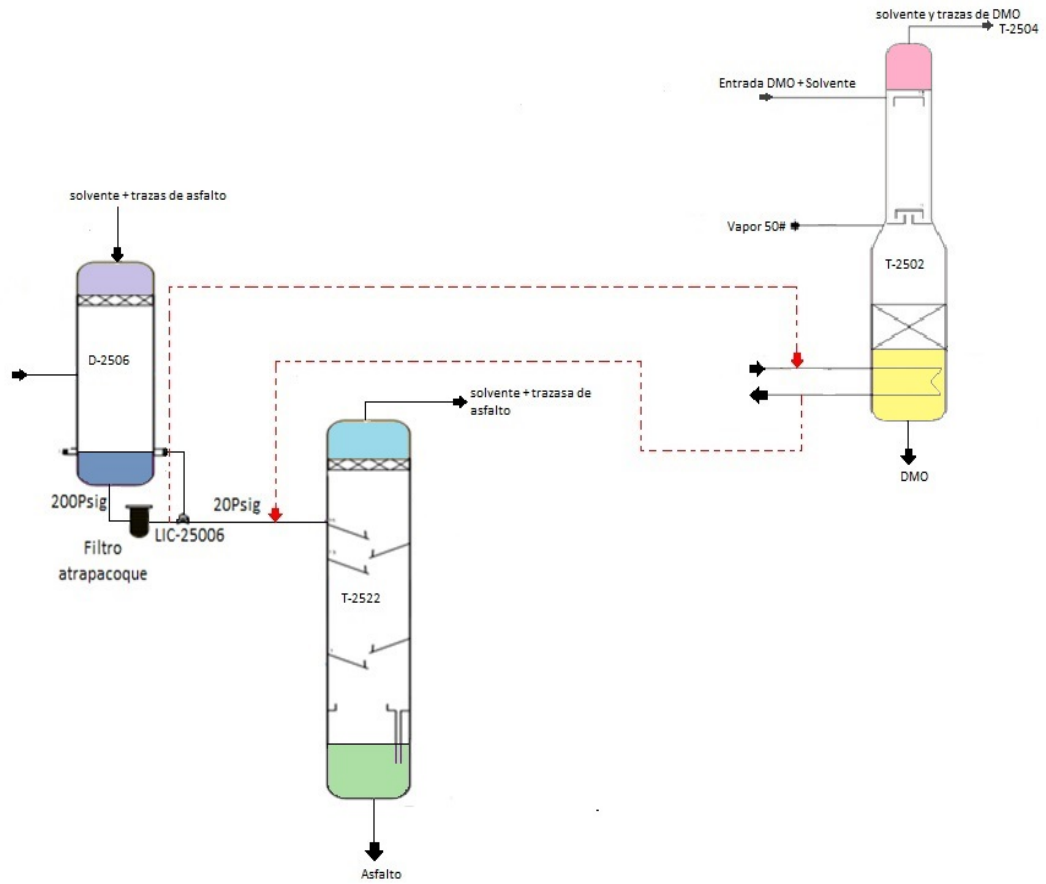 solvente y trazas de DMO
T-2504
Entrada DMO + Solvente
solvente + trazas de asfalto
Vapor 50#
T-2502
D-2506
solvente + trazasa de
asfalto
DMO
200Psig
20Psig
LIC-25006
Filtro
atrapacoque
T-2522
Asfalto